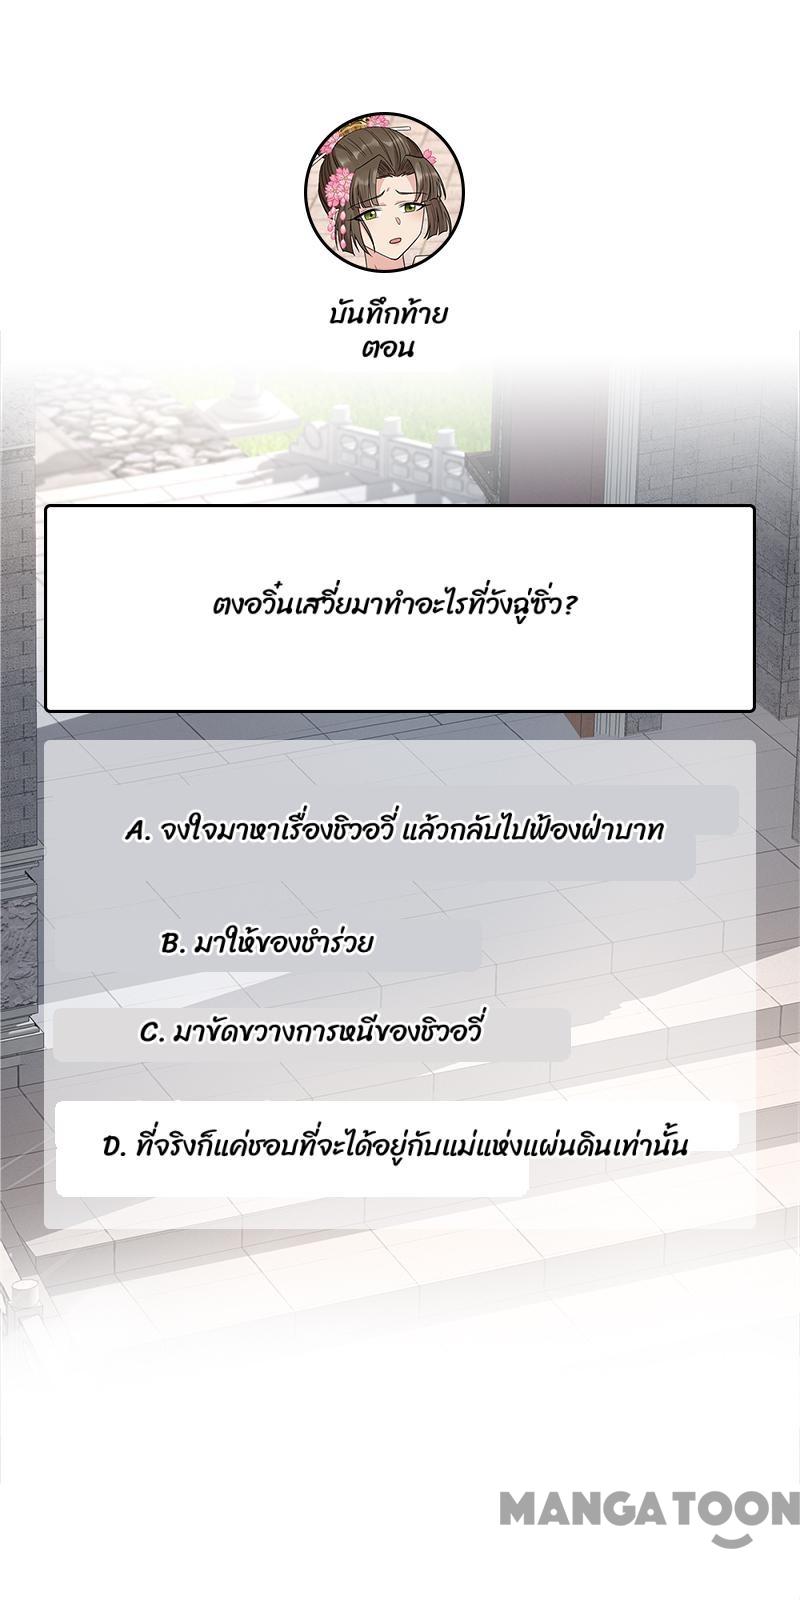 บันทึกท้าย
ตอน
ตงอวิ๋นเสวี่ยมาทำอะไรที่วังฉู่ซิ่ว?
A. จงใจมาหาเรื่องชิวอวี่ แล้วกลับไปฟ้องฝ่าบาท
B. มาให้ของชำร่วย
C. มาขัดขวางการหนีของชิวอวี่
D. ที่จริงก็แค่ชอบที่จะได้อยู่กับแม่แห่งแผ่นดินเท่านั้น
MANGATOON